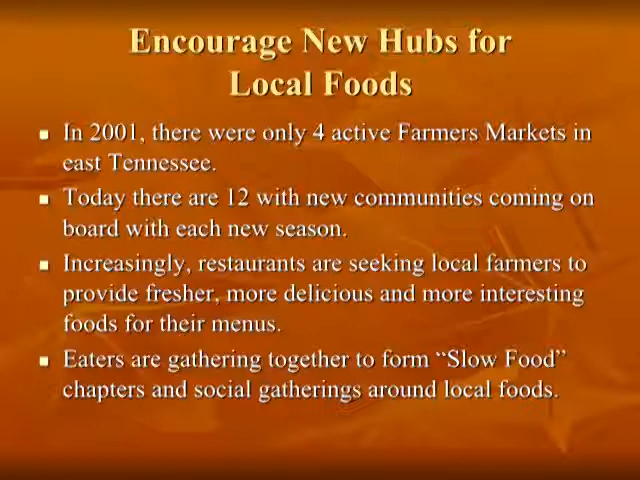 Encourage New Hubs for
Local Foods
In 2001, there were only 4 active Farmers Markets in
east Tennessee.
Today there are 12 with new communities coming on
board with each new season.
Increasingly, restaurants are seeking local farmers to
provide fresher, more delicious and more interesting
foods for their menus.
Eaters are gathering together to form “Slow Food”
chapters and social gatherings around local foods.